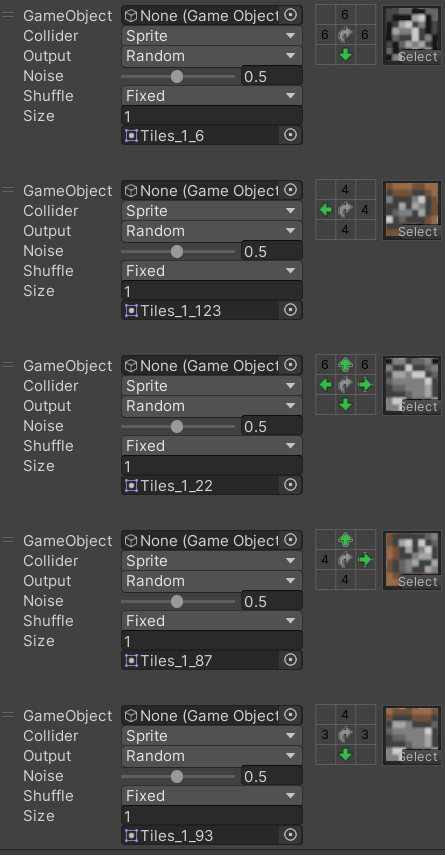 GameObject None (Game Object 6
Collider Sprite 6 6
Output Random
Noise 0.5
Shuffle Fixed Select
Size 1
Tiles_1_6
GameObject None (Game Object 4
Collider Sprite 4
Output Random 4 Select
Noise 0.5
Shuffle Fixed
Size 1
Tiles_1_123
GameObject None (Game Object 6 6
Collider Sprite
Output Random Select
Noise 0.5
Shuffle Fixed
Size 1
Tiles_1_22
GameObject None (Game Object
Collider Sprite 4
Output Random 4 Select
Noise 0.5
Shuffle Fixed
Size 1
Tiles_1_87
GameObject None (Game Object 4
Collider Sprite 3 3
Output Random Select
Noise 0.5
Shuffle Fixed
Size 1
Tiles_1_93